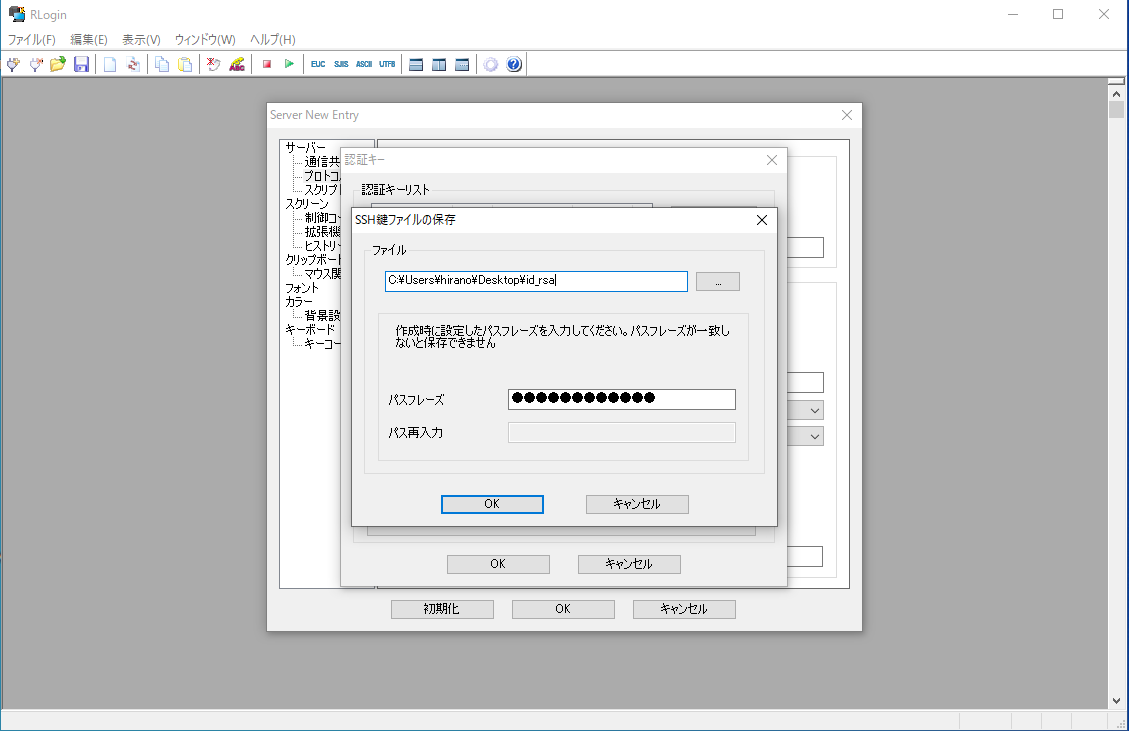 RLogin
ファイル(F) 編集(E) 表示(V) ウィンドウ(W) ヘルプ(H)
ABC EUC SJIS ASCII UTF8 ?
Server New Entry
サーバー
通信共
プロトコ
スクリプト
スクリーン
制御コー
拡張機
ヒストリー
クリップボー
マウス関
フォント
カラー
背景設
キーボード
キーコー
認証キー
認証キーリスト
SSH鍵ファイルの保存
ファイル
C:¥Users¥hirano¥Desktop¥id_rsa
...
作成時に設定したパスフレーズを入力してください。パスフレーズが一致し
ないと保存できません
パスフレーズ ●●●●●●●●●●●●
パス再入力
OK キャンセル
OK キャンセル
初期化 OK キャンセル